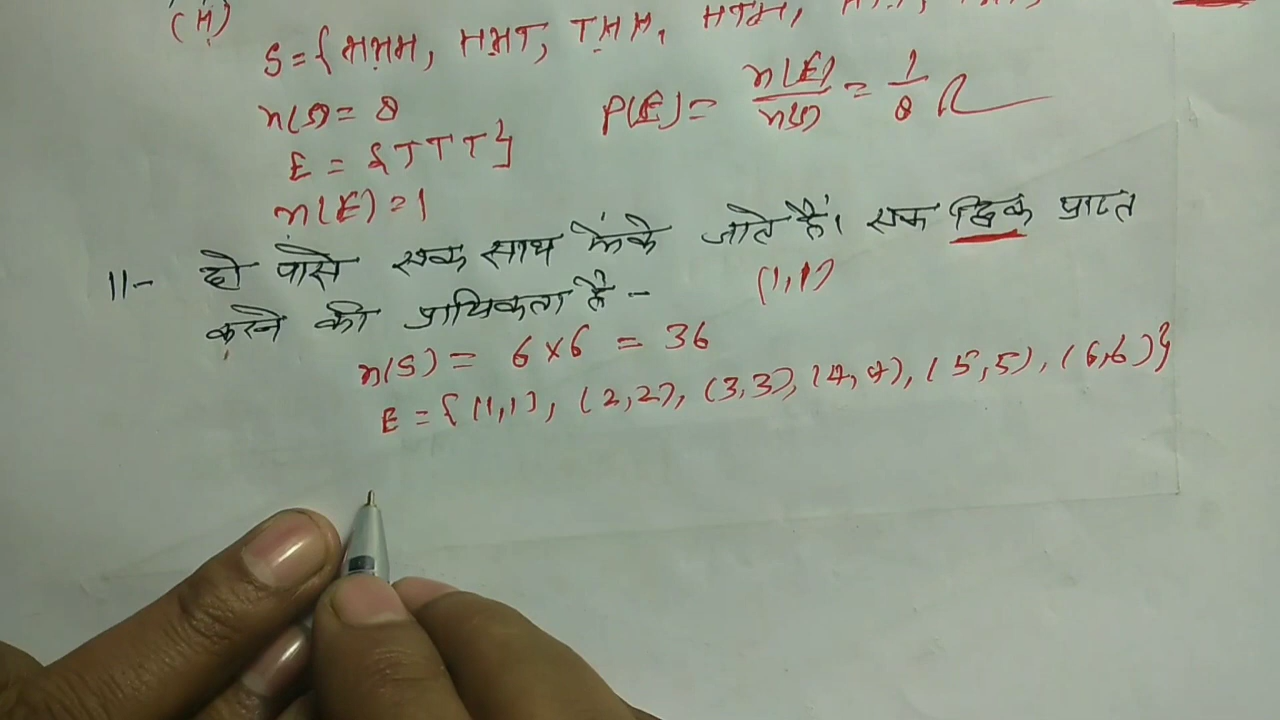 (H)
S = { HHH, HHT, THH, HTH,
n(S) = 8
P(E) = n(E)/n(S) = 1/8
E = { T T T }
n(E) = 1
11- दो पांसे एक साथ फेंके जाते हैं। एक द्विक प्राप्त
करने की प्रायिकता है -
(1,1)
n(S) = 6 x 6 = 36
E = { (1,1), (2,2), (3,3), (4,4), (5,5), (6,6) }